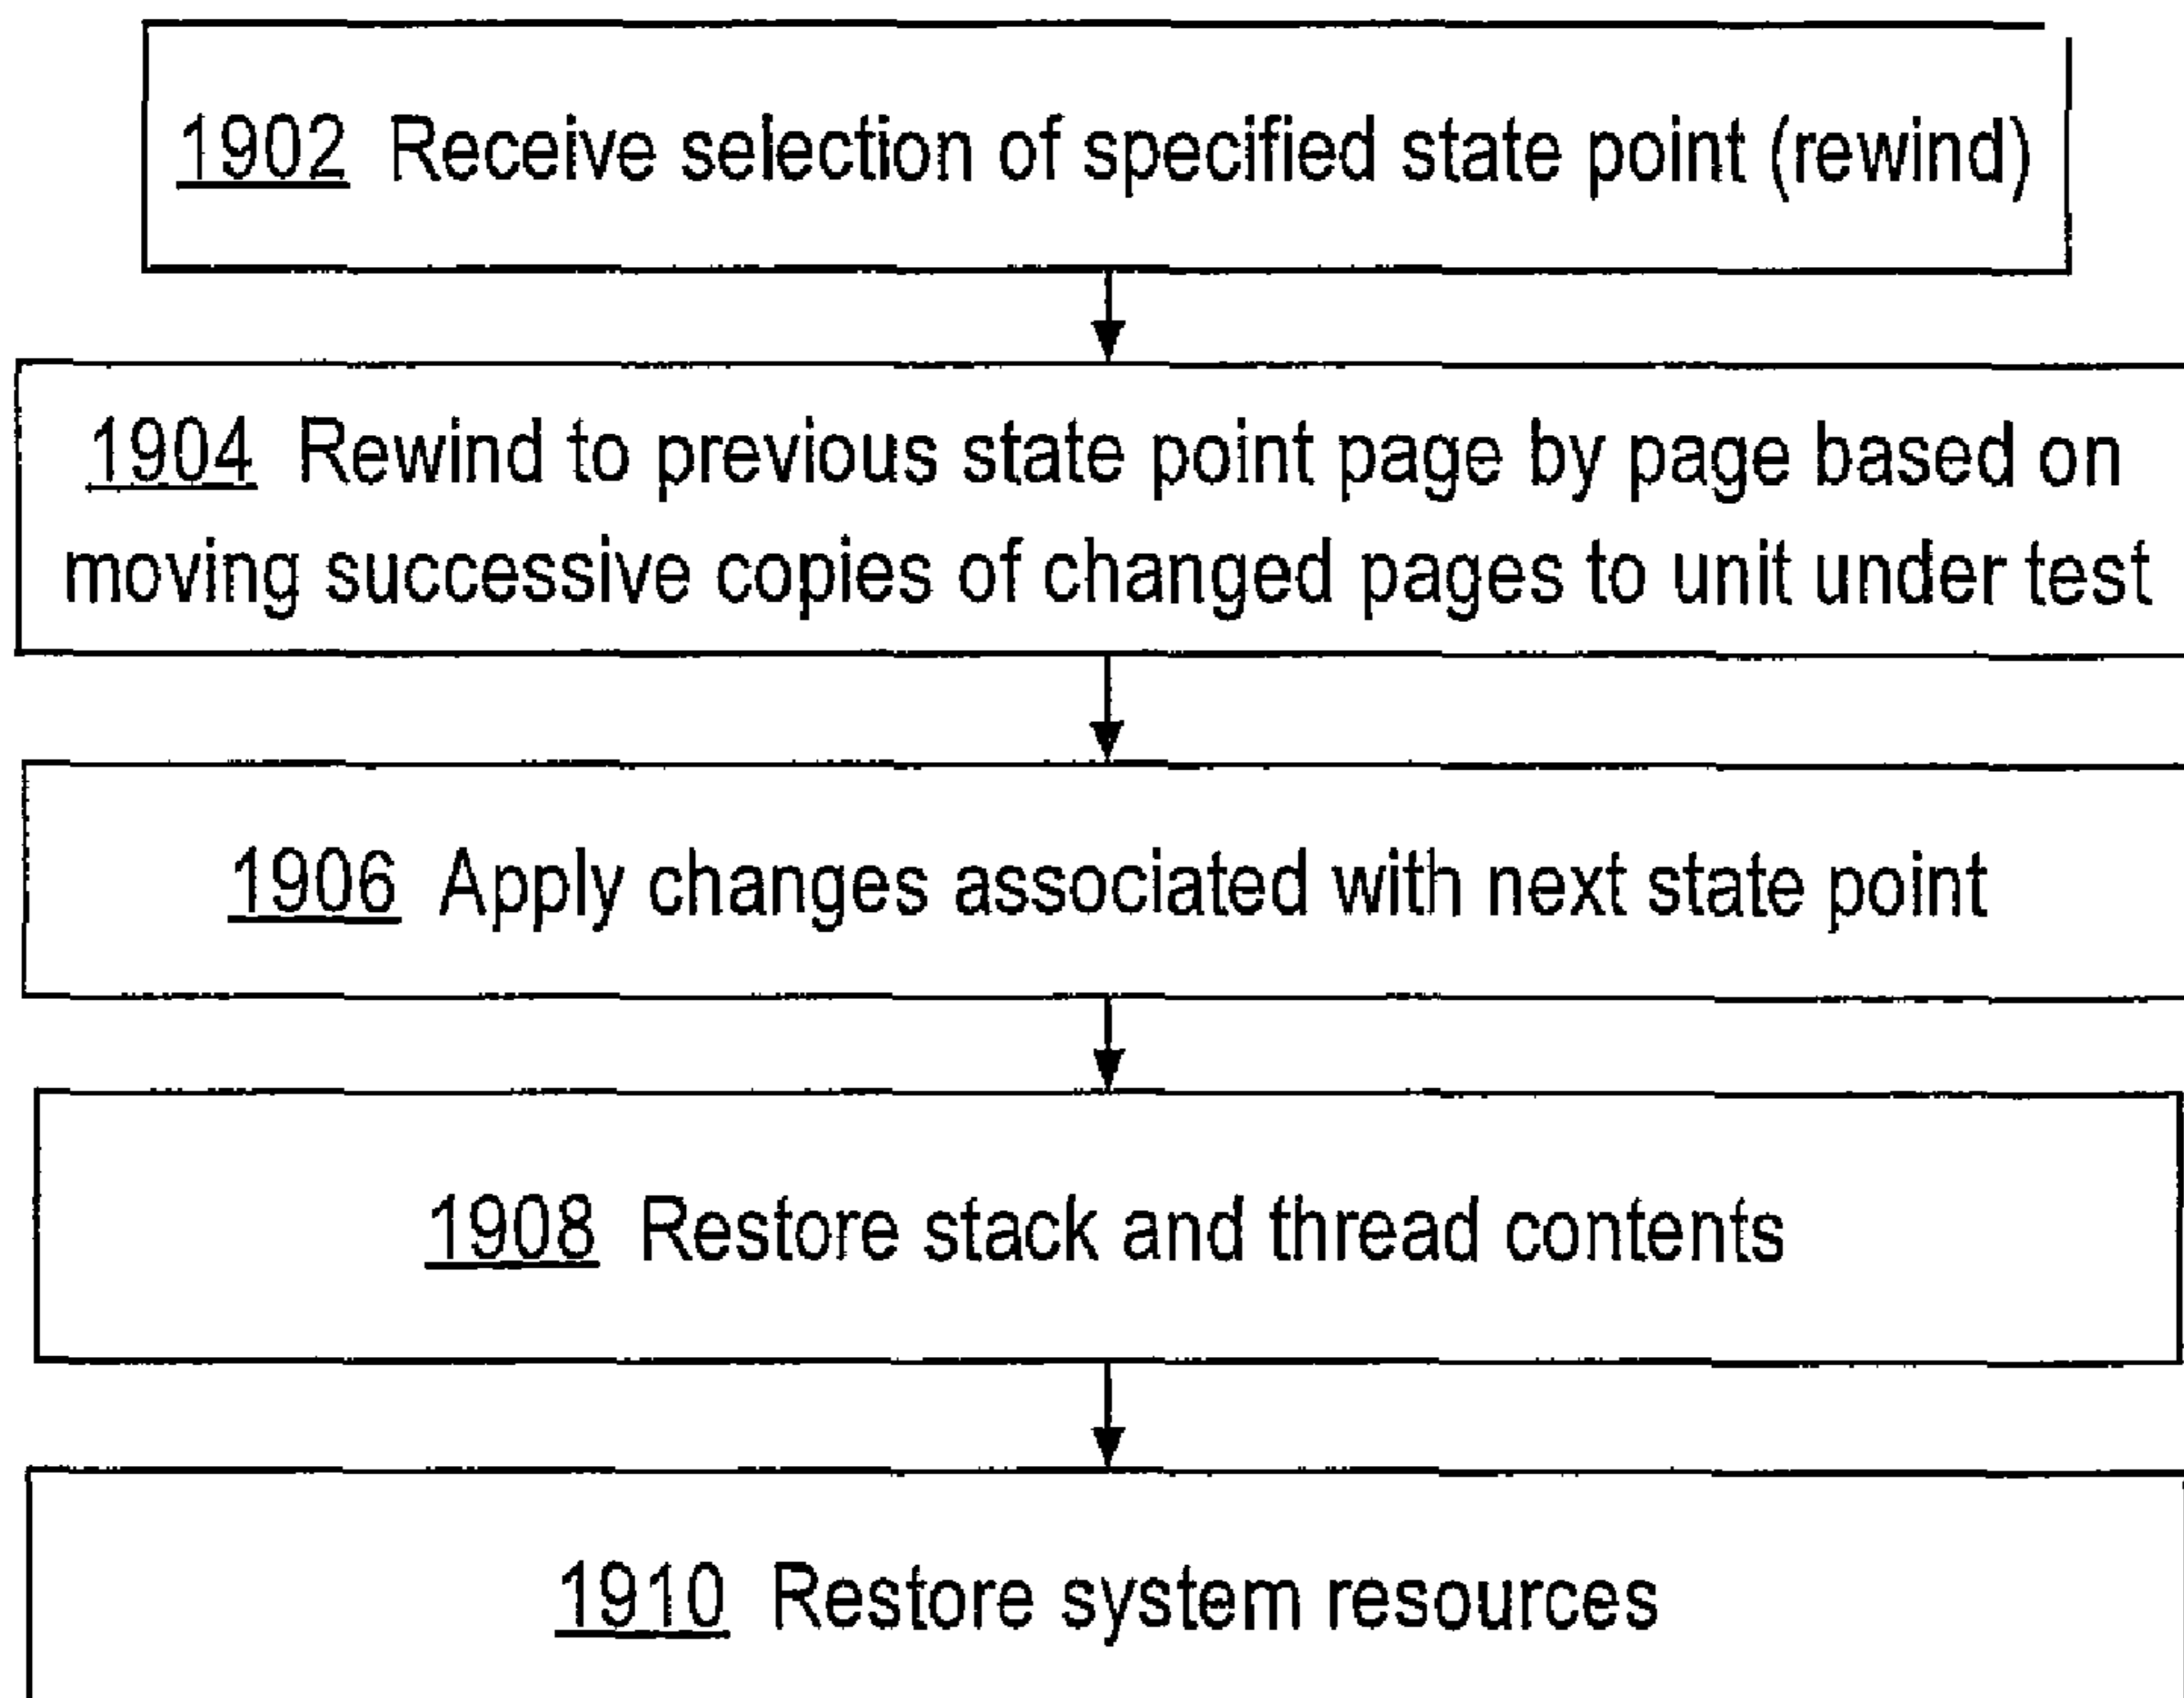 1902 Receive selection of specified state point (rewind)
1904 Rewind to previous state point page by page based on
moving successive copies of changed pages to unit under test
1906 Apply changes associated with next state point
1908 Restore stack and thread contents
1910 Restore system resources